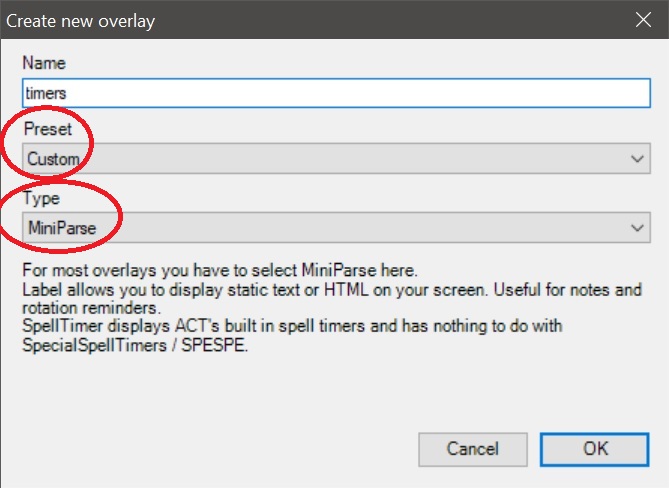 Create new overlay
Name
timers
Preset
Custom
Type
MiniParse
For most overlays you have to select MiniParse here.
Label allows you to display static text or HTML on your screen. Useful for notes and
rotation reminders.
SpellTimer displays ACT's built in spell timers and has nothing to do with
SpecialSpellTimers / SPESPE.
Cancel
OK